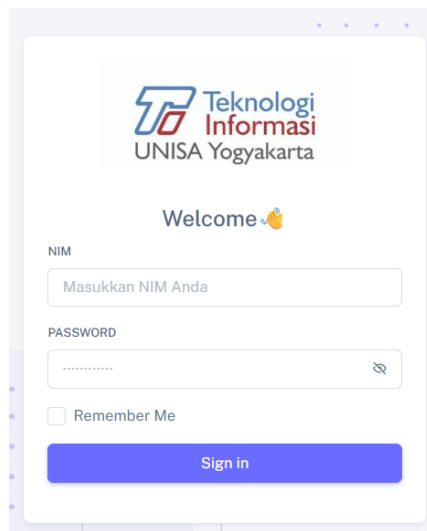 Teknologi
Informasi
UNISA Yogyakarta
Welcome👋
NIM
Masukkan NIM Anda
PASSWORD
············
Remember Me
Sign in